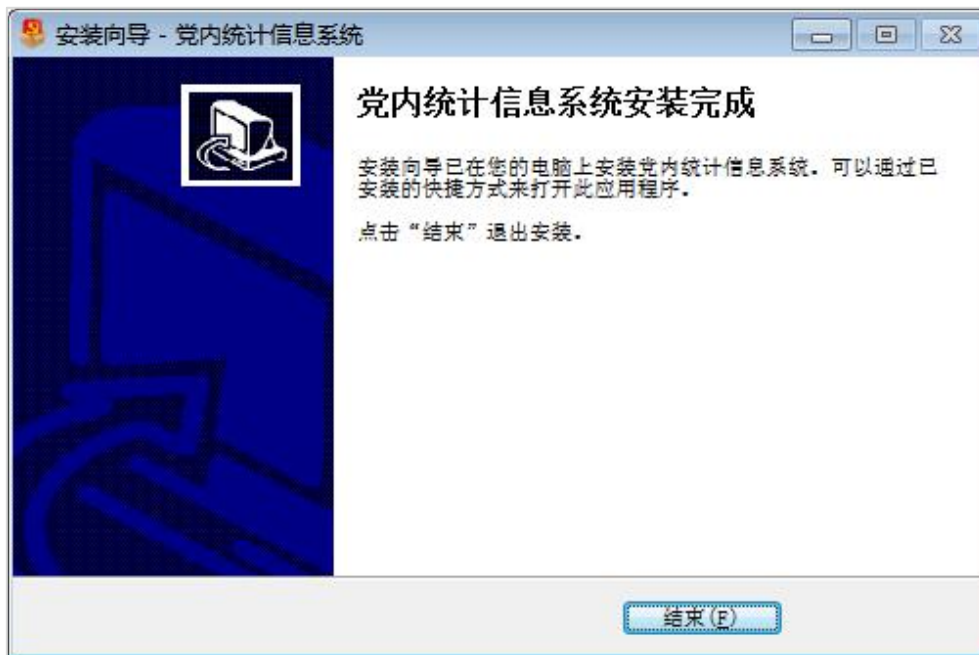 安装向导 - 党内统计信息系统
党内统计信息系统安装完成
安装向导已在您的电脑上安装党内统计信息系统。可以通过已
安装的快捷方式来打开此应用程序。
点击“结束”退出安装。
结束(F)